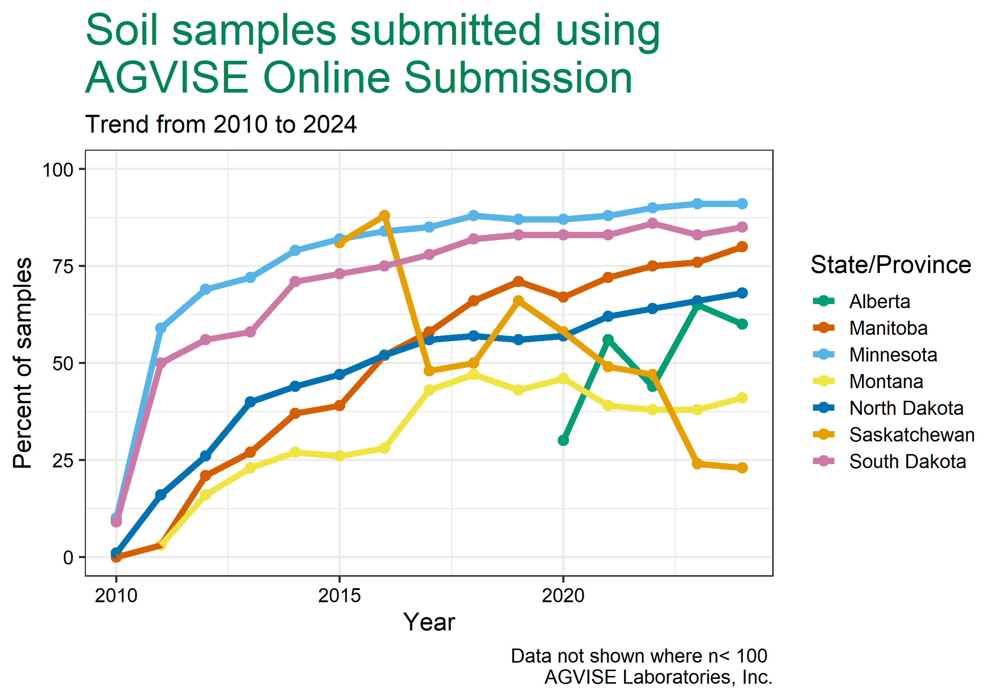 Soil samples submitted using
AGVISE Online Submission
Trend from 2010 to 2024
Percent of samples
100
75
50
25
0
2010 2015 2020
Year
State/Province
Alberta
Manitoba
Minnesota
Montana
North Dakota
Saskatchewan
South Dakota
Data not shown where n< 100
AGVISE Laboratories, Inc.